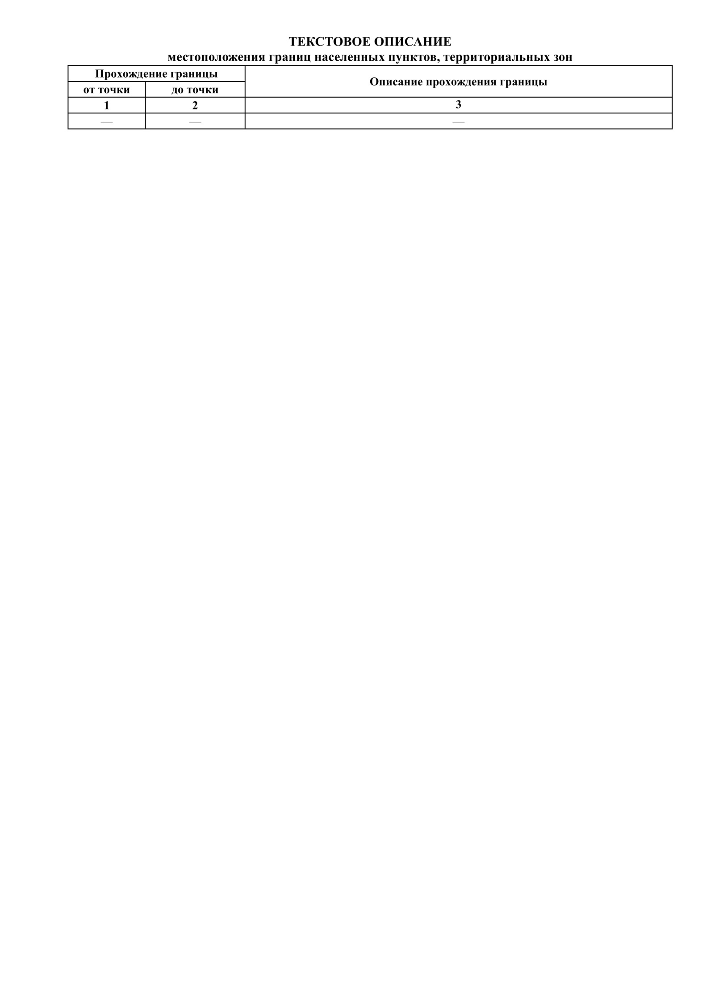 ТЕКСТОВОЕ ОПИСАНИЕ
местоположения границ населенных пунктов, территориальных зон
Прохождение границы
Описание прохождения границы
от точки до точки
1 2 3
— — —